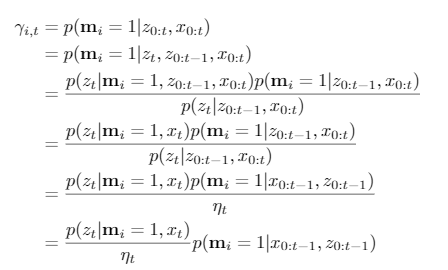 γ_{i,t} = p(𝐦_i = 1|z_{0:t}, x_{0:t})
= p(𝐦_i = 1|z_t, z_{0:t−1}, x_{0:t})
= \frac{p(z_t|𝐦_i = 1, z_{0:t−1}, x_{0:t})p(𝐦_i = 1|z_{0:t−1}, x_{0:t})}{p(z_t|z_{0:t−1}, x_{0:t})}
= \frac{p(z_t|𝐦_i = 1, x_t)p(𝐦_i = 1|z_{0:t−1}, x_{0:t})}{p(z_t|z_{0:t−1}, x_{0:t})}
= \frac{p(z_t|𝐦_i = 1, x_t)p(𝐦_i = 1|x_{0:t−1}, z_{0:t−1})}{η_t}
= \frac{p(z_t|𝐦_i = 1, x_t)}{η_t} p(𝐦_i = 1|x_{0:t−1}, z_{0:t−1})